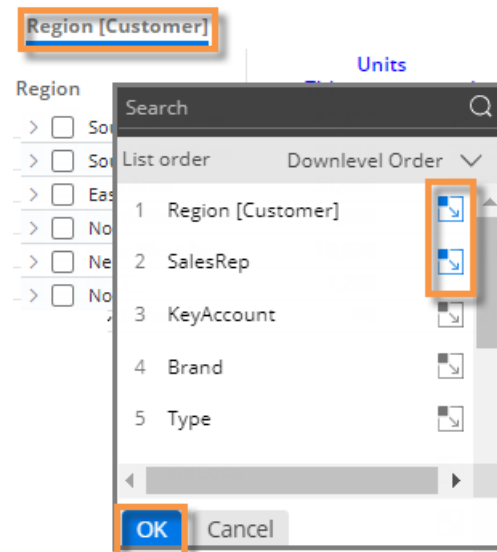 Region [Customer]
Units
Region
Search
List order Downlevel Order
1 Region [Customer]
2 SalesRep
3 KeyAccount
4 Brand
5 Type
OK Cancel